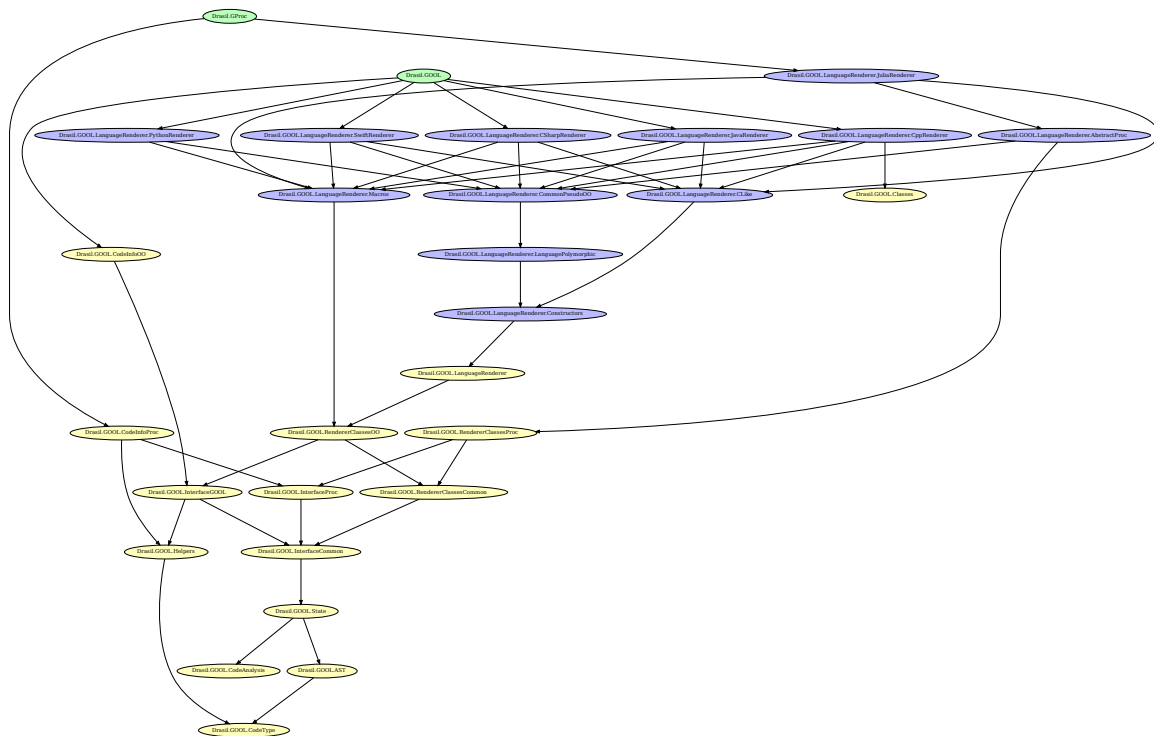 Drasil.GProc
Drasil.GOOL
Drasil.GOOL.LanguageRenderer.JuliaRenderer
Drasil.GOOL.LanguageRenderer.PythonRenderer
Drasil.GOOL.LanguageRenderer.SwiftRenderer
Drasil.GOOL.LanguageRenderer.CSharpRenderer
Drasil.GOOL.LanguageRenderer.JavaRenderer
Drasil.GOOL.LanguageRenderer.CppRenderer
Drasil.GOOL.LanguageRenderer.AbstractProc
Drasil.GOOL.LanguageRenderer.Macros
Drasil.GOOL.LanguageRenderer.CommonPseudoOO
Drasil.GOOL.LanguageRenderer.CLike
Drasil.GOOL.Classes
Drasil.GOOL.CodeInfoOO
Drasil.GOOL.LanguageRenderer.LanguagePolymorphic
Drasil.GOOL.LanguageRenderer.Constructors
Drasil.GOOL.LanguageRenderer
Drasil.GOOL.CodeInfoProc
Drasil.GOOL.RendererClassesOO
Drasil.GOOL.RendererClassesProc
Drasil.GOOL.InterfaceGOOL
Drasil.GOOL.InterfaceProc
Drasil.GOOL.RendererClassesCommon
Drasil.GOOL.Helpers
Drasil.GOOL.InterfaceCommon
Drasil.GOOL.State
Drasil.GOOL.CodeAnalysis
Drasil.GOOL.AST
Drasil.GOOL.CodeType